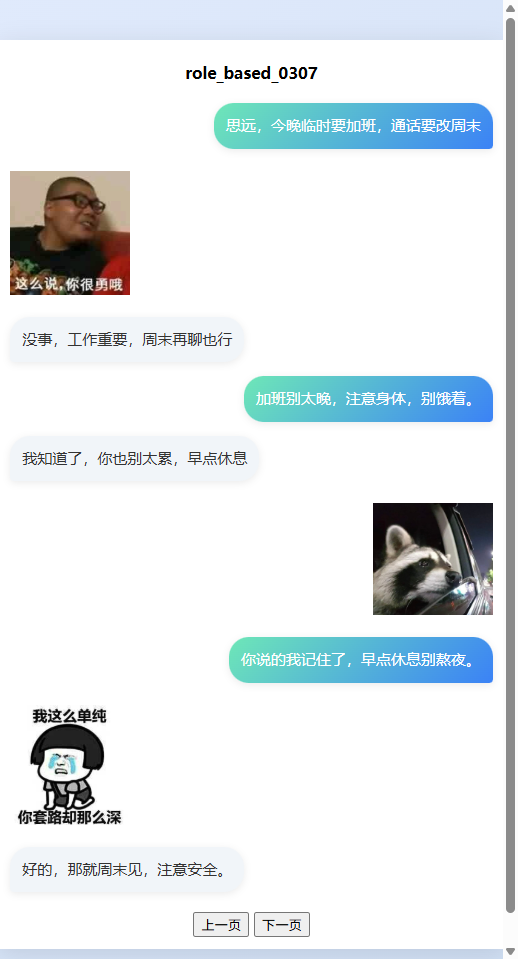 role_based_0307
思远，今晚临时要加班，通话要改周末
这么说,你很勇哦
没事，工作重要，周末再聊也行
加班别太晚，注意身体，别饿着。
我知道了，你也别太累，早点休息
你说的我记住了，早点休息别熬夜。
我这么单纯
你套路却那么深
好的，那就周末见，注意安全。
上一页 下一页